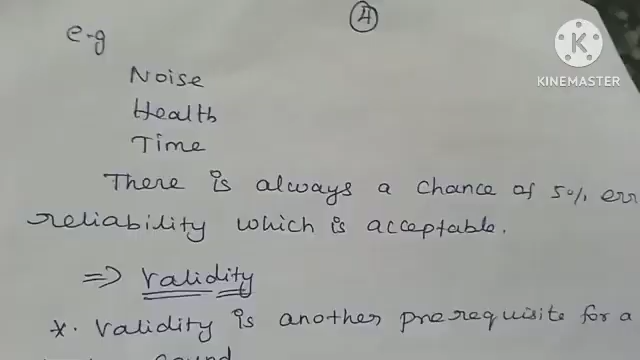 4
e-g
K
KINEMASTER
Noise
Health
Time
There is always a chance of 5% err
reliability which is acceptable.
⇒ validity
*. validity is another prerequisite for a
sound